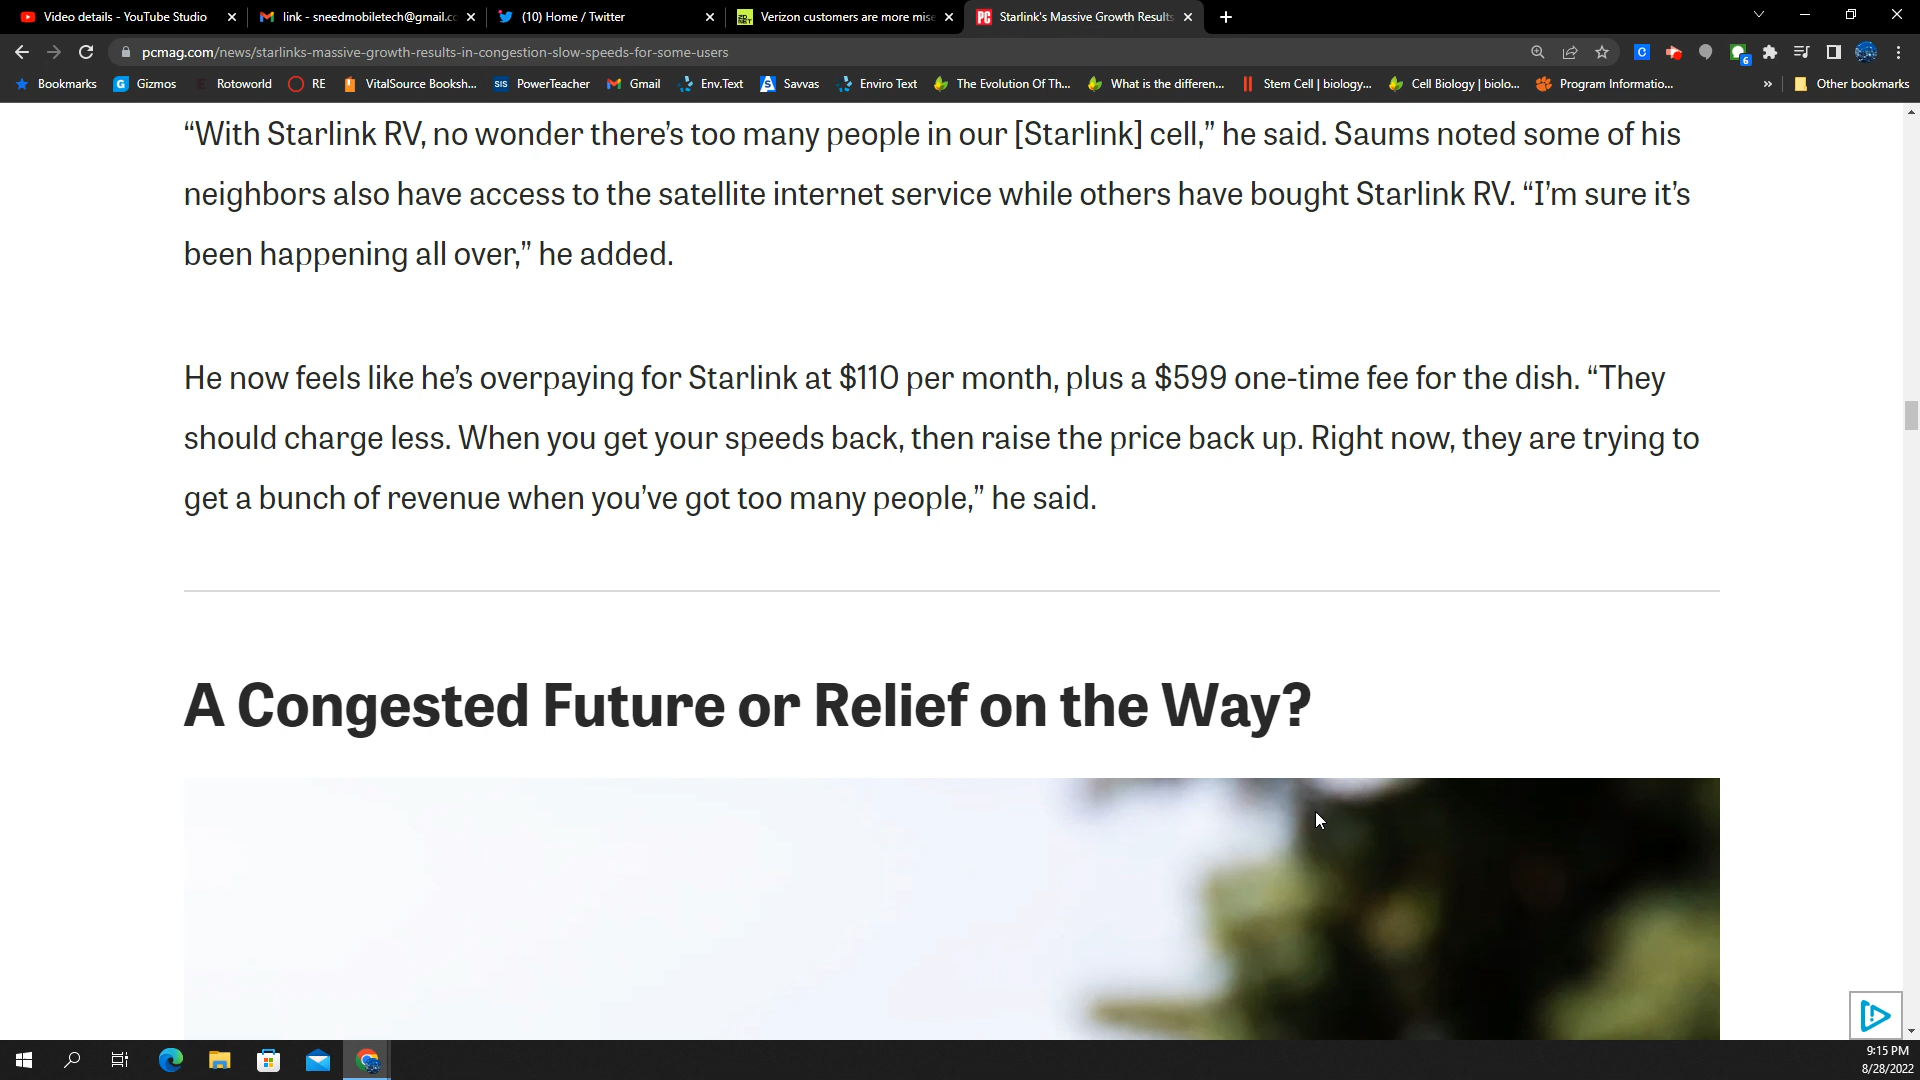 Video details - YouTube Studio
link - sneedmobiletech@gmail.cc
(10) Home / Twitter
Verizon customers are more mise
PC
Starlink's Massive Growth Results
pcmag.com/news/starlinks-massive-growth-results-in-congestion-slow-speeds-for-some-users
C
6
Bookmarks
G
Gizmos
E
Rotoworld
RE
VitalSource Booksh...
SIS
PowerTeacher
Gmail
Env.Text
Savvas
Enviro Text
The Evolution Of Th...
What is the differen...
Stem Cell | biology...
Cell Biology | biolo...
Program Informatio...
»
Other bookmarks
“With Starlink RV, no wonder there’s too many people in our [Starlink] cell,” he said. Saums noted some of his
neighbors also have access to the satellite internet service while others have bought Starlink RV. “I’m sure it’s
been happening all over,” he added.
He now feels like he’s overpaying for Starlink at $110 per month, plus a $599 one-time fee for the dish. “They
should charge less. When you get your speeds back, then raise the price back up. Right now, they are trying to
get a bunch of revenue when you’ve got too many people,” he said.
A Congested Future or Relief on the Way?
9:15 PM
8/28/2022